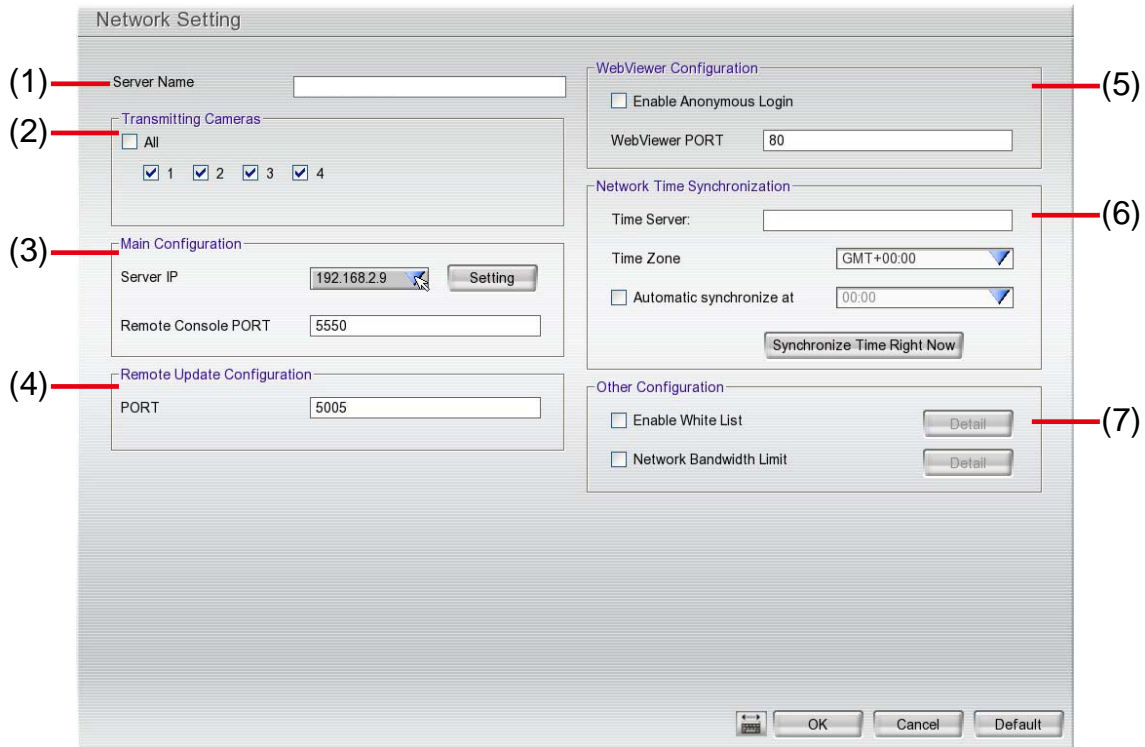 Network Setting
(1)
Server Name
(2)
Transmitting Cameras
All
1 2 3 4
(3)
Main Configuration
Server IP 192.168.2.9 Setting
Remote Console PORT 5550
(4)
Remote Update Configuration
PORT 5005
WebViewer Configuration
(5)
Enable Anonymous Login
WebViewer PORT 80
Network Time Synchronization
(6)
Time Server:
Time Zone GMT+00:00
Automatic synchronize at 00:00
Synchronize Time Right Now
Other Configuration
(7)
Enable White List Detail
Network Bandwidth Limit Detail
OK Cancel Default